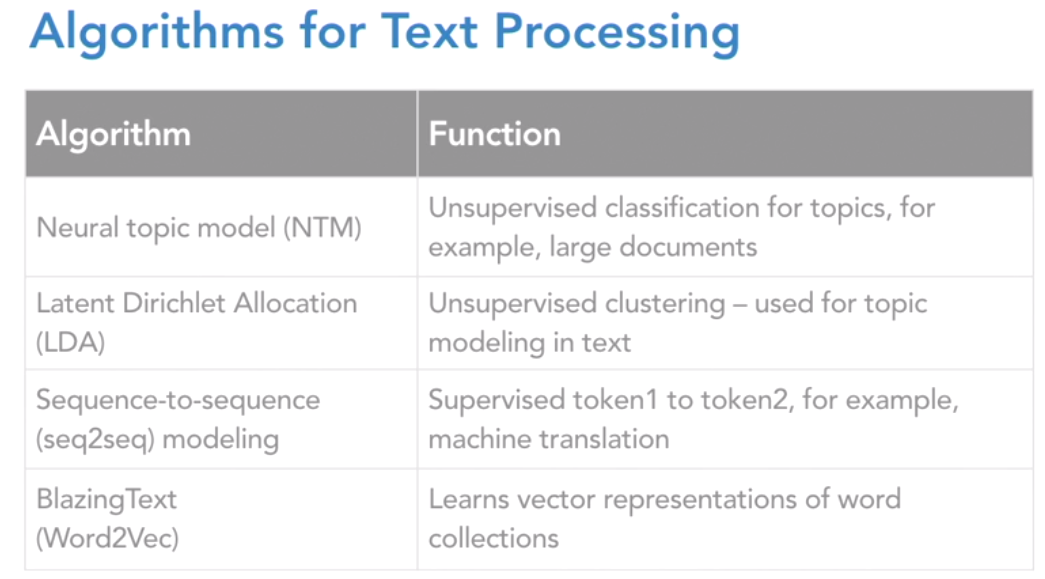 Algorithms for Text Processing
Algorithm
Function
Neural topic model (NTM)
Unsupervised classification for topics, for
example, large documents
Latent Dirichlet Allocation
(LDA)
Unsupervised clustering – used for topic
modeling in text
Sequence-to-sequence
(seq2seq) modeling
Supervised token1 to token2, for example,
machine translation
BlazingText
(Word2Vec)
Learns vector representations of word
collections